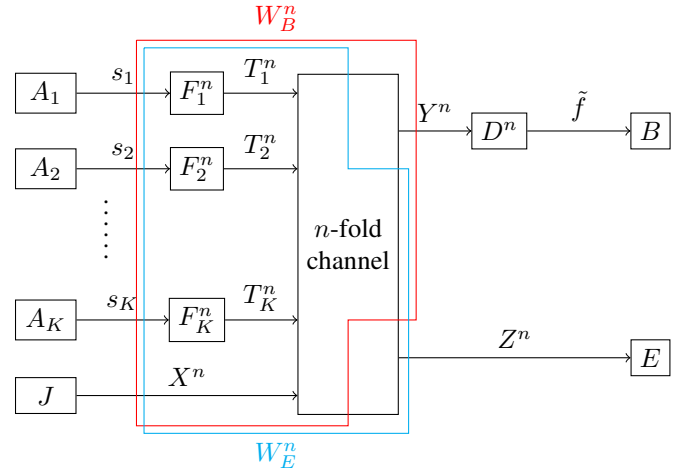 W_B^n
A_1 s_1 F_1^n T_1^n
Y^n D^n f̃ B
A_2 s_2 F_2^n T_2^n
n-fold
channel
A_K s_K F_K^n T_K^n
Z^n E
J X^n
W_E^n